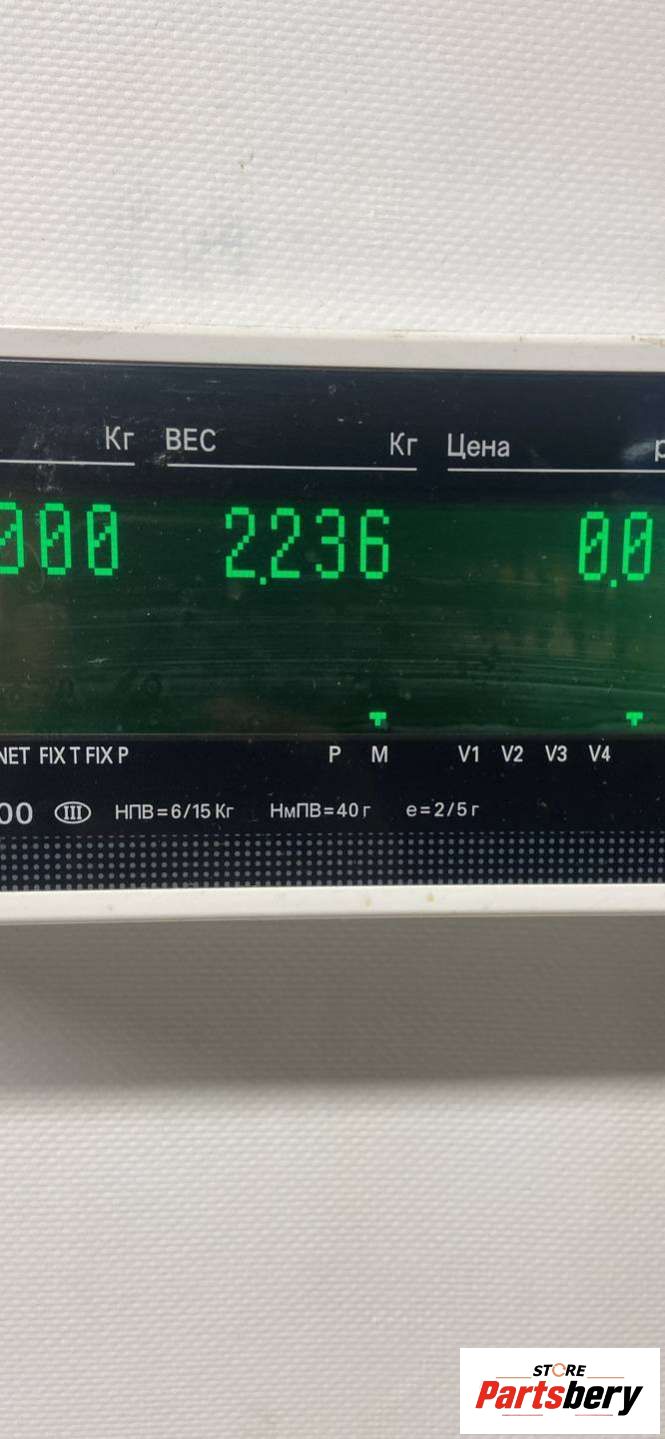 Кг ВЕС Кг Цена
000 2.236 0.0
NET FIX T FIX P P M V1 V2 V3 V4
00 III НПВ=6/15 Кг НмПВ=40 г e=2/5 г
STORE
Partsbery